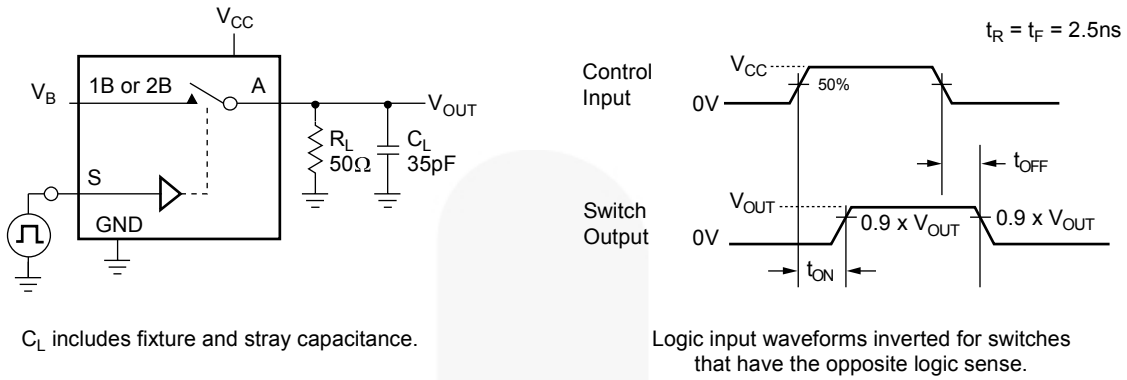 V_CC
V_B
1B or 2B
A
V_OUT
R_L
50Ω
C_L
35pF
S
GND
C_L includes fixture and stray capacitance.
t_R = t_F = 2.5ns
Control
Input
V_CC
50%
0V
t_OFF
Switch
Output
V_OUT
0.9 x V_OUT
0.9 x V_OUT
0V
t_ON
Logic input waveforms inverted for switches
that have the opposite logic sense.